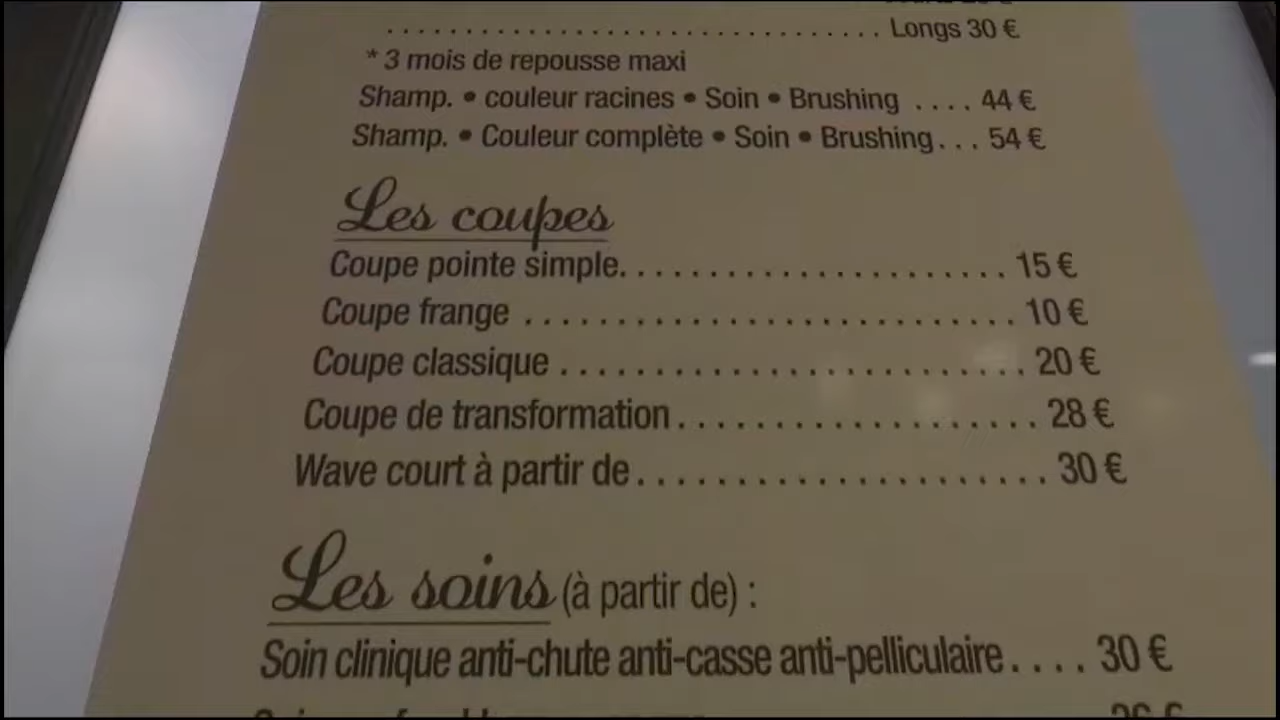 ................................ Longs 30 €
* 3 mois de repousse maxi
Shamp. • couleur racines • Soin • Brushing .... 44 €
Shamp. • Couleur complète • Soin • Brushing... 54 €
Les coupes
Coupe pointe simple....................... 15 €
Coupe frange .......................... 10 €
Coupe classique ........................ 20 €
Coupe de transformation................... 28 €
Wave court à partir de..................... 30 €
Les soins (à partir de) :
Soin clinique anti-chute anti-casse anti-pelliculaire.... 30 €